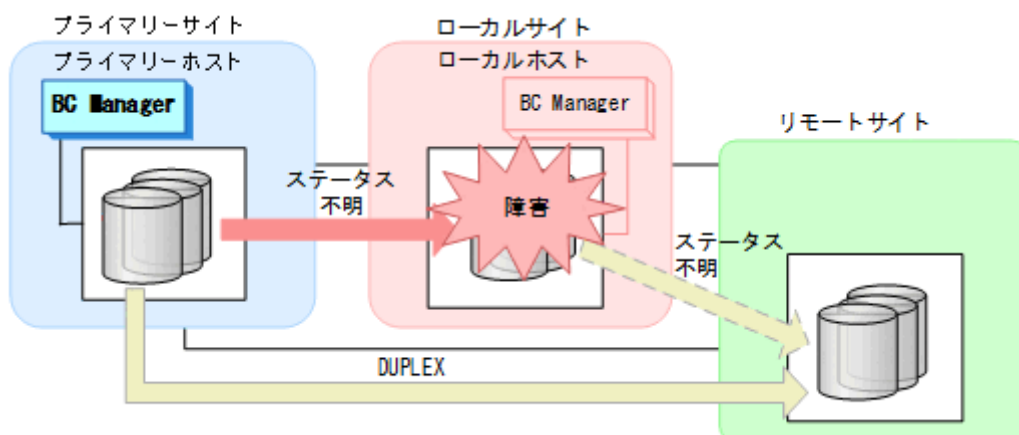 プライマリーサイト
プライマリーホスト
BC Manager
ローカルサイト
ローカルホスト
BC Manager
リモートサイト
ステータス
不明
障害
ステータス
不明
DUPLEX